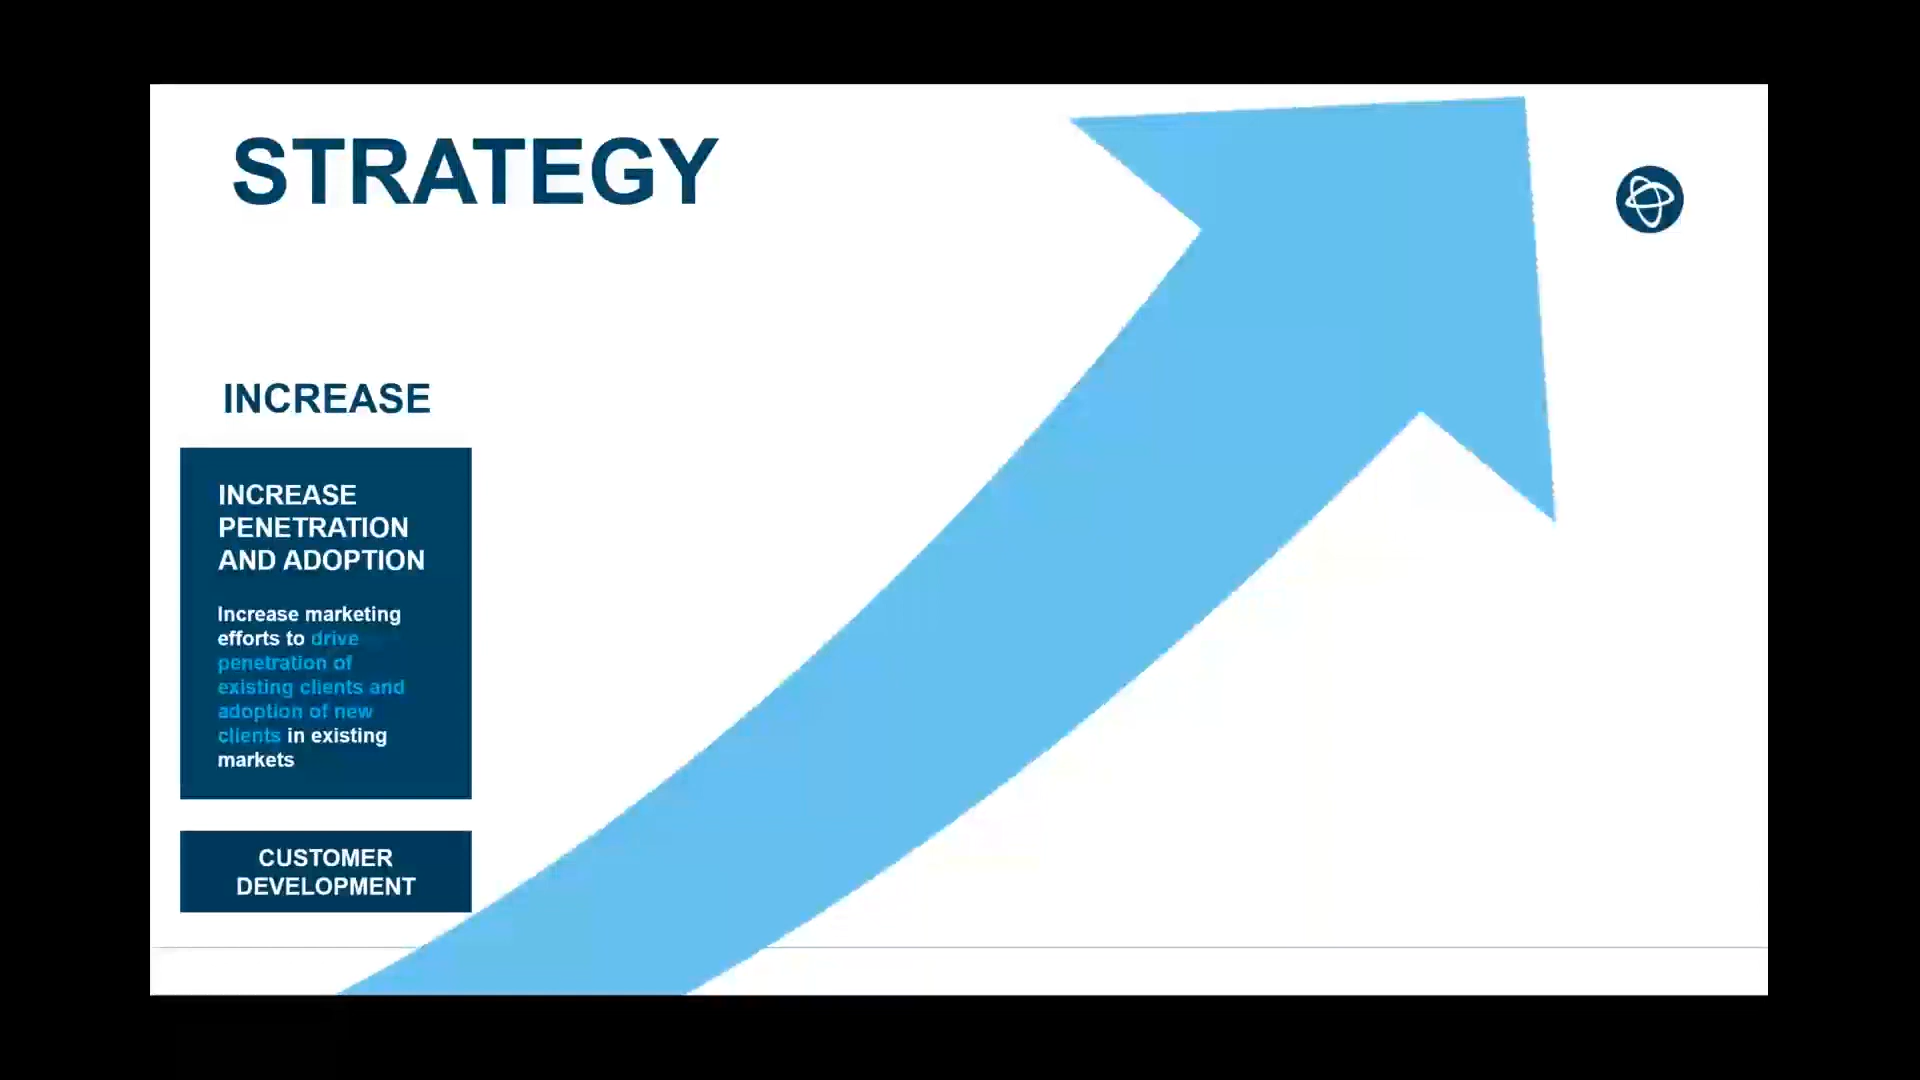 STRATEGY
INCREASE
INCREASE
PENETRATION
AND ADOPTION
Increase marketing
efforts to drive
penetration of
existing clients and
adoption of new
clients in existing
markets
CUSTOMER
DEVELOPMENT